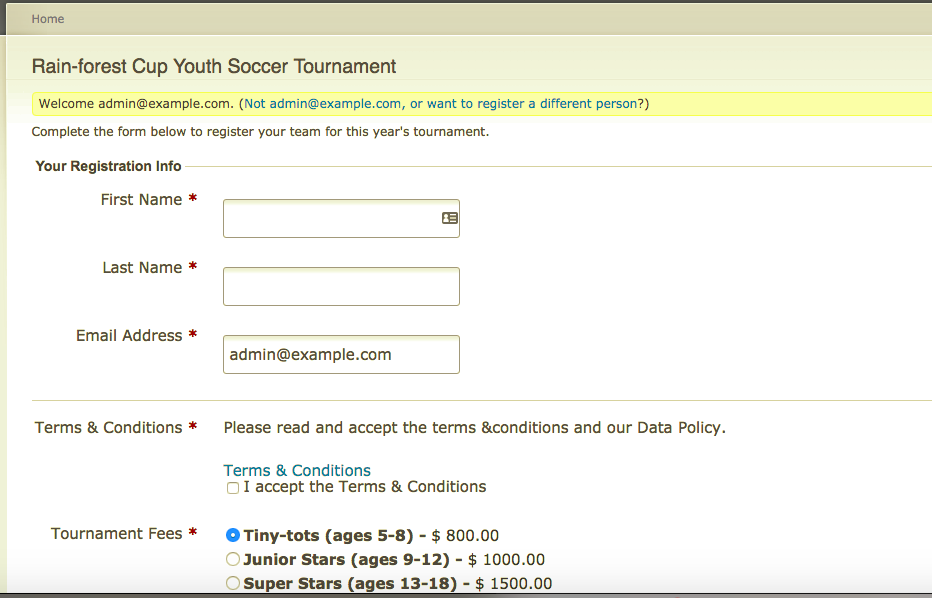 Home
Rain-forest Cup Youth Soccer Tournament
Welcome admin@example.com. (Not admin@example.com, or want to register a different person?)
Complete the form below to register your team for this year's tournament.
Your Registration Info
First Name *
Last Name *
Email Address *
admin@example.com
Terms & Conditions * Please read and accept the terms &conditions and our Data Policy.
Terms & Conditions
I accept the Terms & Conditions
Tournament Fees * Tiny-tots (ages 5-8) - $ 800.00
Junior Stars (ages 9-12) - $ 1000.00
Super Stars (ages 13-18) - $ 1500.00